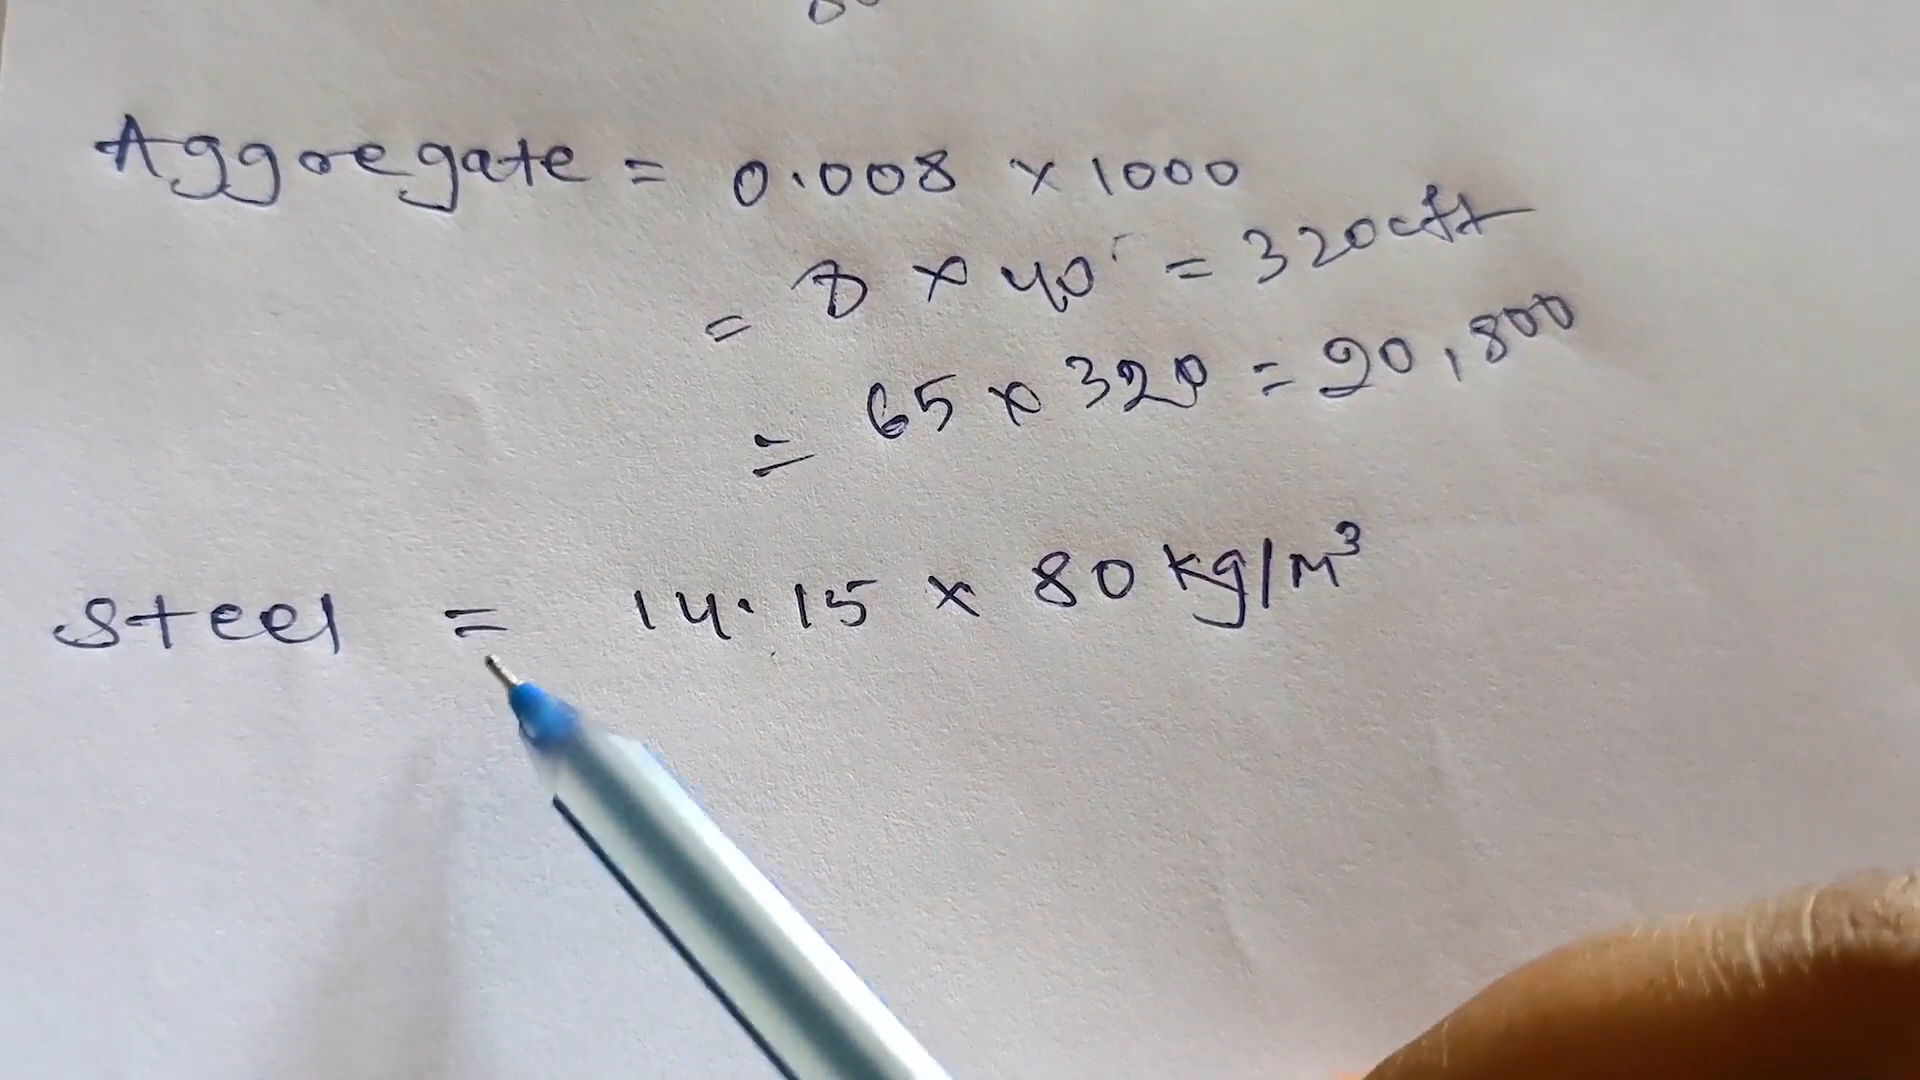 Aggregate = 0.008 x 1000
= 8 x 40 = 320cft
= 65 x 320 = 20,800
Steel = 14.15 x 80 kg/m³